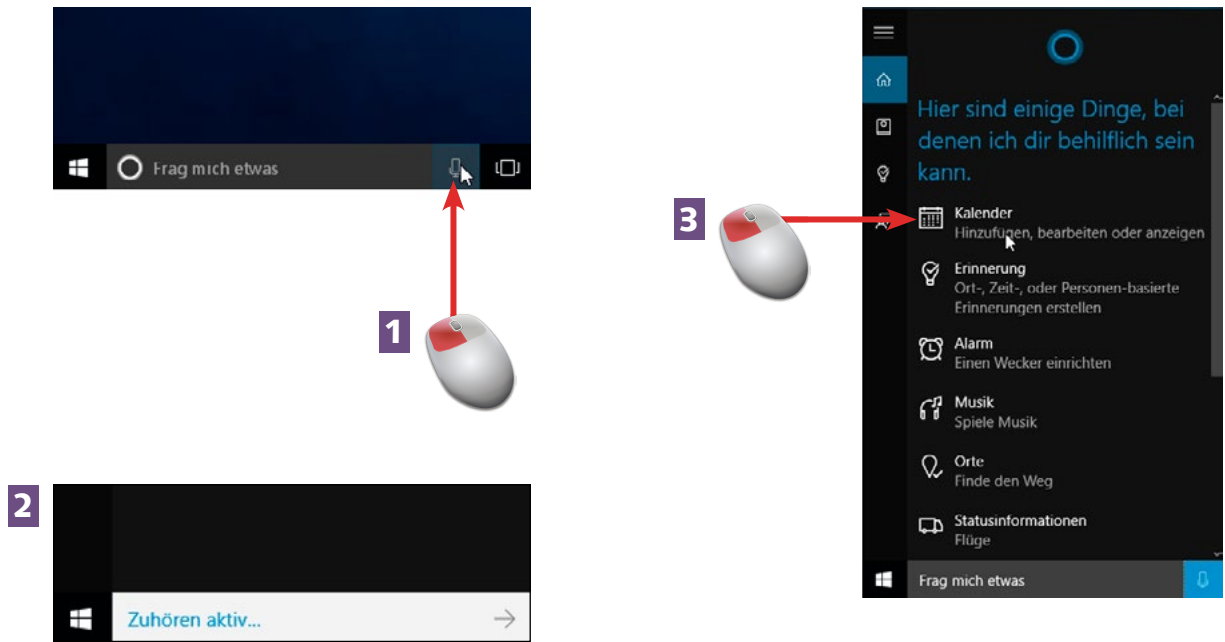 Frag mich etwas
1
2
Zuhören aktiv...
3
Hier sind einige Dinge, bei
denen ich dir behilflich sein
kann.
Kalender
Hinzufügen, bearbeiten oder anzeigen
Erinnerung
Ort-, Zeit-, oder Personen-basierte
Erinnerungen erstellen
Alarm
Einen Wecker einrichten
Musik
Spiele Musik
Orte
Finde den Weg
Statusinformationen
Flüge
Frag mich etwas